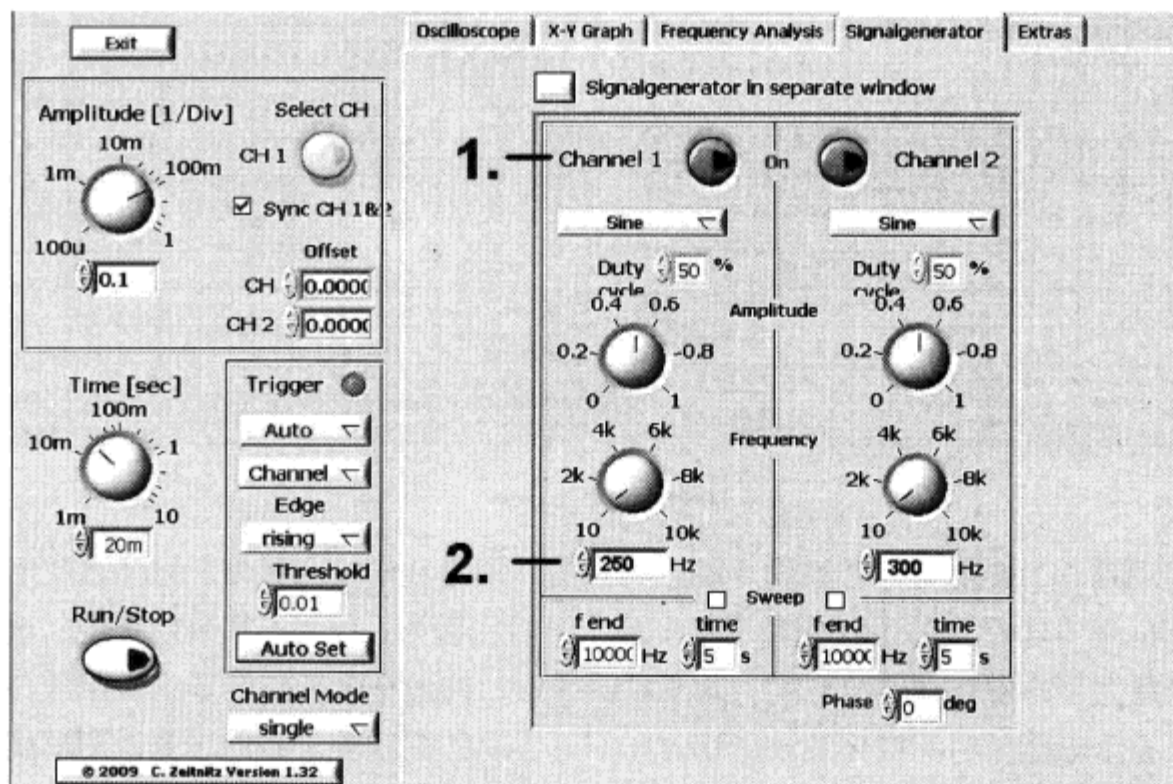 Exit
Amplitude [1/Div]
Select CH
10m
CH 1
1m
100m
Sync CH 1&2
100u
1
Offset
0.1
CH 0.0000
CH 2 0.0000
Time [sec]
100m
10m
1
1m
10
20m
Run/Stop
Trigger
Auto
Channel
Edge
rising
Threshold
0.01
Auto Set
Channel Mode
single
© 2009 C. Zeitnitz Version 1.32
Oscilloscope X-Y Graph Frequency Analysis Signalgenerator Extras
Signalgenerator in separate window
1. Channel 1 On Channel 2
Sine Sine
Duty cycle 50 % Duty cycle 50 %
Amplitude
0.4 0.6 0.4 0.6
0.2 0.8 0.2 0.8
0 1 0 1
Frequency
4k 6k 4k 6k
2k 8k 2k 8k
10 10k 10 10k
2. 250 Hz 300 Hz
Sweep
f end time f end time
10000 Hz 5 s 10000 Hz 5 s
Phase 0 deg